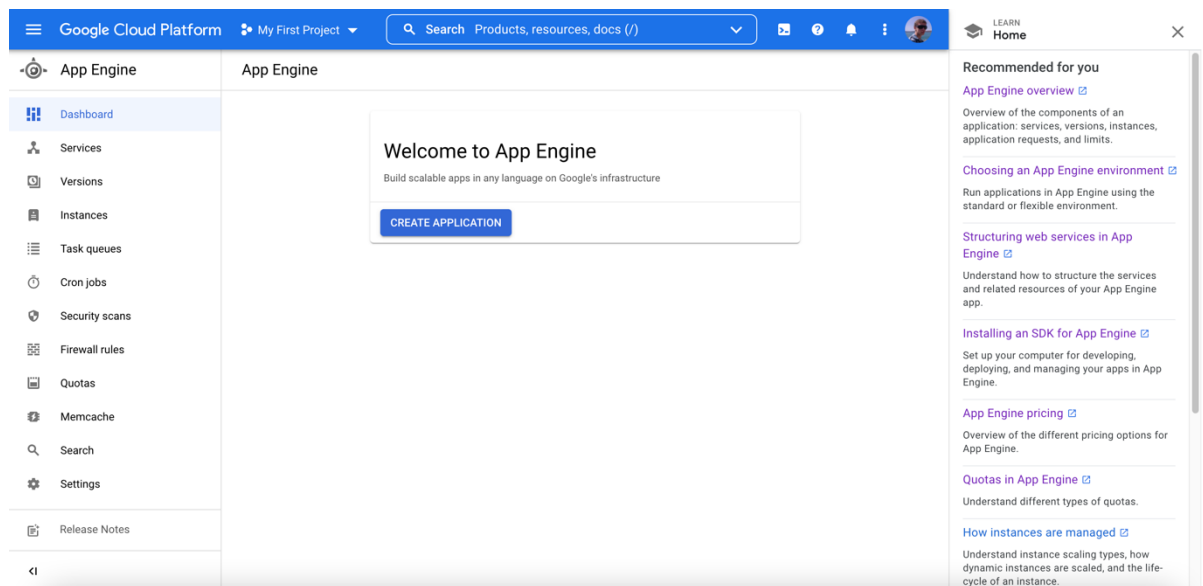 Google Cloud Platform
My First Project
Search Products, resources, docs (/)
App Engine
Dashboard
Services
Versions
Instances
Task queues
Cron jobs
Security scans
Firewall rules
Quotas
Memcache
Search
Settings
Release Notes
App Engine
Welcome to App Engine
Build scalable apps in any language on Google's infrastructure
CREATE APPLICATION
LEARN
Home
Recommended for you
App Engine overview
Overview of the components of an
application: services, versions, instances,
application requests, and limits.
Choosing an App Engine environment
Run applications in App Engine using the
standard or flexible environment.
Structuring web services in App
Engine
Understand how to structure the services
and related resources of your App Engine
app.
Installing an SDK for App Engine
Set up your computer for developing,
deploying, and managing your apps in App
Engine.
App Engine pricing
Overview of the different pricing options for
App Engine.
Quotas in App Engine
Understand different types of quotas.
How instances are managed
Understand instance scaling types, how
dynamic instances are scaled, and the life-
cycle of an instance.